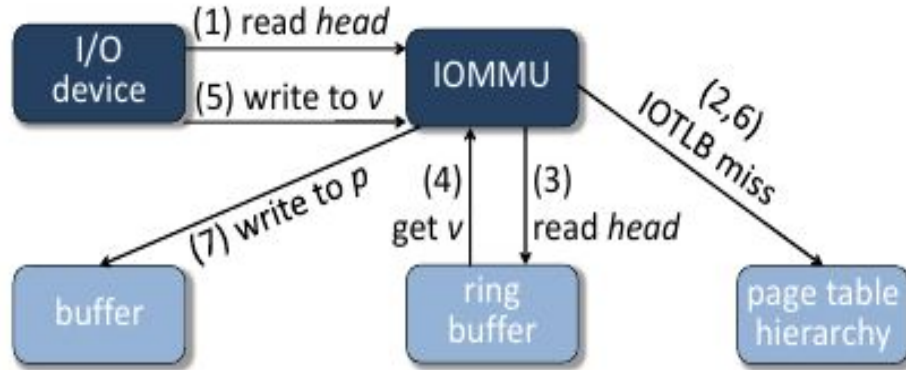 (1) read head
I/O
device
(5) write to v
IOMMU
(2,6)
IOTLB miss
(7) write to p
(4)
get v
(3)
read head
buffer
ring
buffer
page table
hierarchy